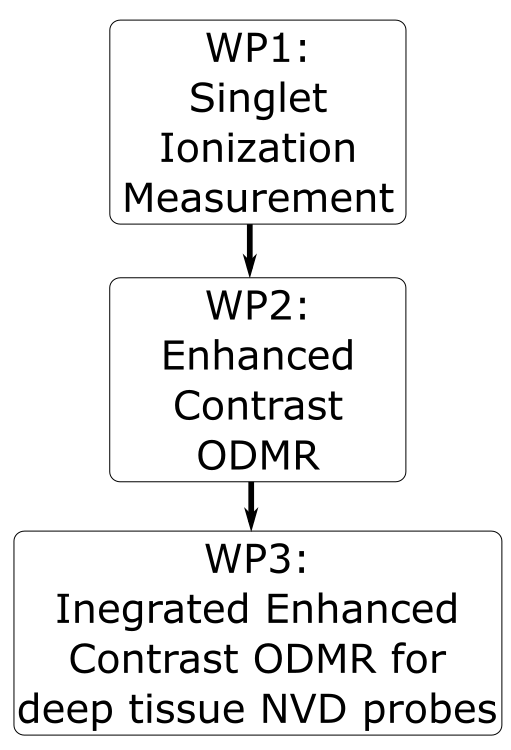 WP1:
Singlet
Ionization
Measurement
WP2:
Enhanced
Contrast
ODMR
WP3:
Inegrated Enhanced
Contrast ODMR for
deep tissue NVD probes